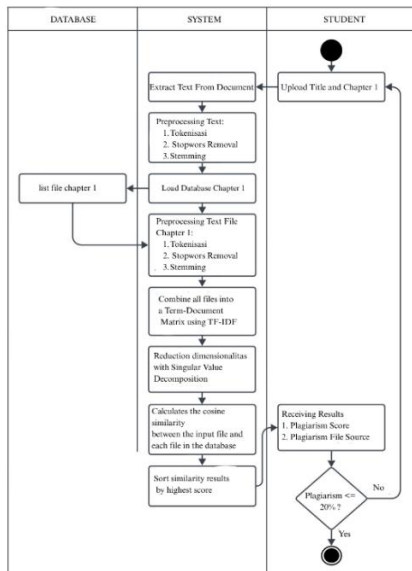 DATABASE
SYSTEM
STUDENT
Upload Title and Chapter 1
Extract Text From Document
Preprocessing Text:
1. Tokenisasi
2. Stopwors Removal
3. Stemming
Load Database Chapter 1
list file chapter 1
Preprocessing Text File
Chapter 1:
1. Tokenisasi
2. Stopwors Removal
3. Stemming
Combine all files into
a Term-Document
Matrix using TF-IDF
Reduction dimensionalitas
with Singular Value
Decomposition
Calculates the cosine
similarity
between the input file and
each file in the database
Sort similarity results
by highest score
Receiving Results
1. Plagiarism Score
2. Plagiarism File Source
Plagiarism <=
20% ?
No
Yes